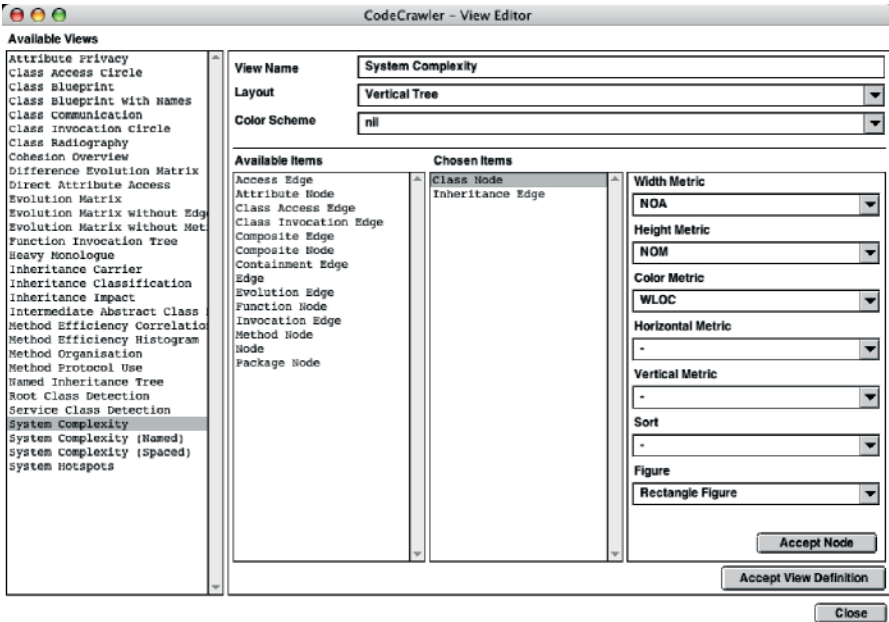 CodeCrawler – View Editor
Available Views
Attribute Privacy
Class Access Circle
Class Blueprint
Class Blueprint with Names
Class Communication
Class Invocation Circle
Class Radiography
Cohesion Overview
Difference Evolution Matrix
Direct Attribute Access
Evolution Matrix
Evolution Matrix without Edg
Evolution Matrix without Met
Function Invocation Tree
Heavy Monologue
Inheritance Carrier
Inheritance Classification
Inheritance Impact
Intermediate Abstract Class
Method Efficiency Correlatio
Method Efficiency Histogram
Method Organisation
Method Protocol Use
Named Inheritance Tree
Root Class Detection
Service Class Detection
System Complexity
System Complexity (Named)
System Complexity (Spaced)
System Hotspots
View Name
System Complexity
Layout
Vertical Tree
Color Scheme
nil
Available Items
Access Edge
Attribute Node
Class Access Edge
Class Invocation Edge
Composite Edge
Composite Node
Containment Edge
Edge
Evolution Edge
Function Node
Invocation Edge
Method Node
Node
Package Node
Chosen Items
Class Node
Inheritance Edge
Width Metric
NOA
Height Metric
NOM
Color Metric
WLOC
Horizontal Metric
-
Vertical Metric
-
Sort
-
Figure
Rectangle Figure
Accept Node
Accept View Definition
Close